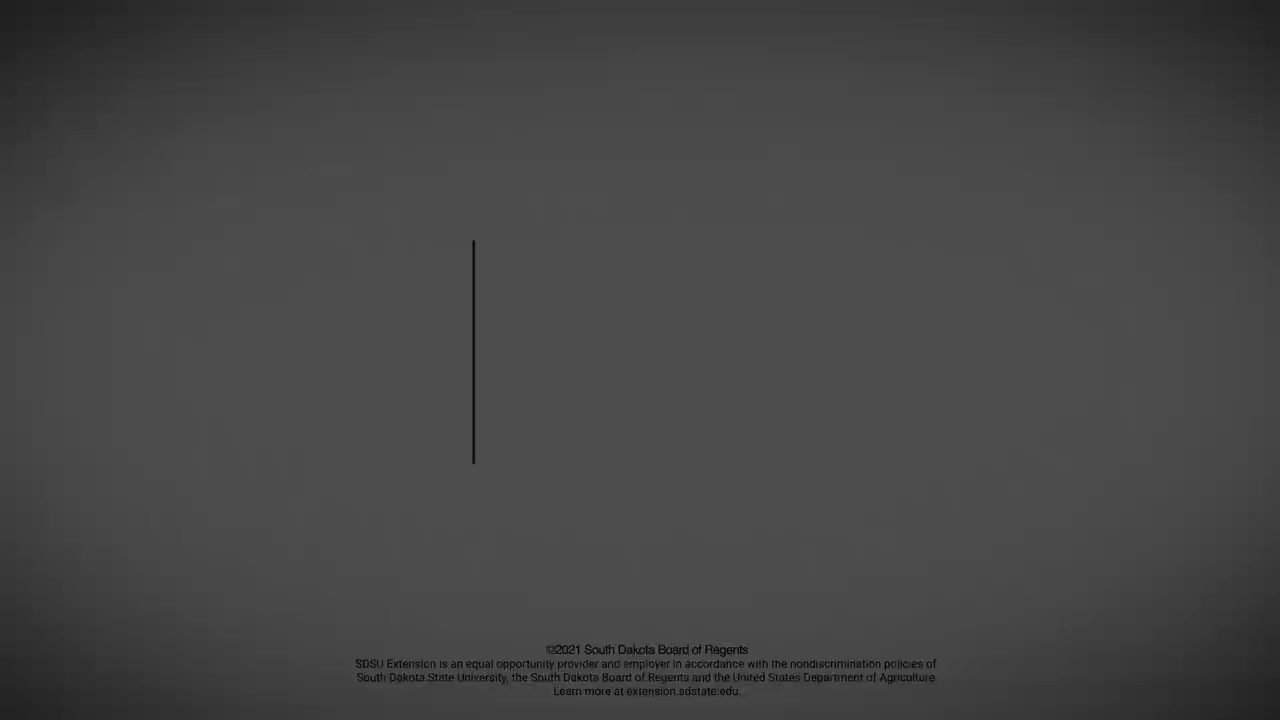 ©2021 South Dakota Board of Regents
SDSU Extension is an equal opportunity provider and employer in accordance with the nondiscrimination policies of
South Dakota State University, the South Dakota Board of Regents and the United States Department of Agriculture.
Learn more at extension.sdstate.edu.